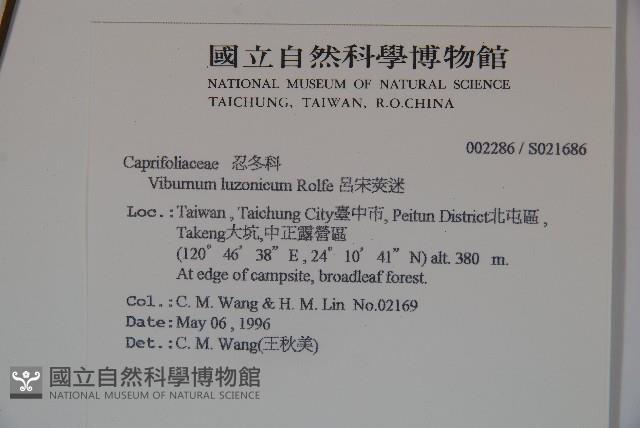 國立自然科學博物館
NATIONAL MUSEUM OF NATURAL SCIENCE
TAICHUNG, TAIWAN, R.O.CHINA
002286 / S021686
Caprifoliaceae 忍冬科
Viburnum luzonicum Rolfe 呂宋莢迷
Loc.:Taiwan , Taichung City臺中市, Peitun District北屯區 ,
Takeng大坑,中正露營區
(120° 46' 38" E , 24° 10' 41" N) alt. 380 m.
At edge of campsite, broadleaf forest.
Col.:C. M. Wang & H. M. Lin No.02169
Date:May 06 , 1996
Det.:C. M. Wang(王秋美)
國立自然科學博物館
NATIONAL MUSEUM OF NATURAL SCIENCE